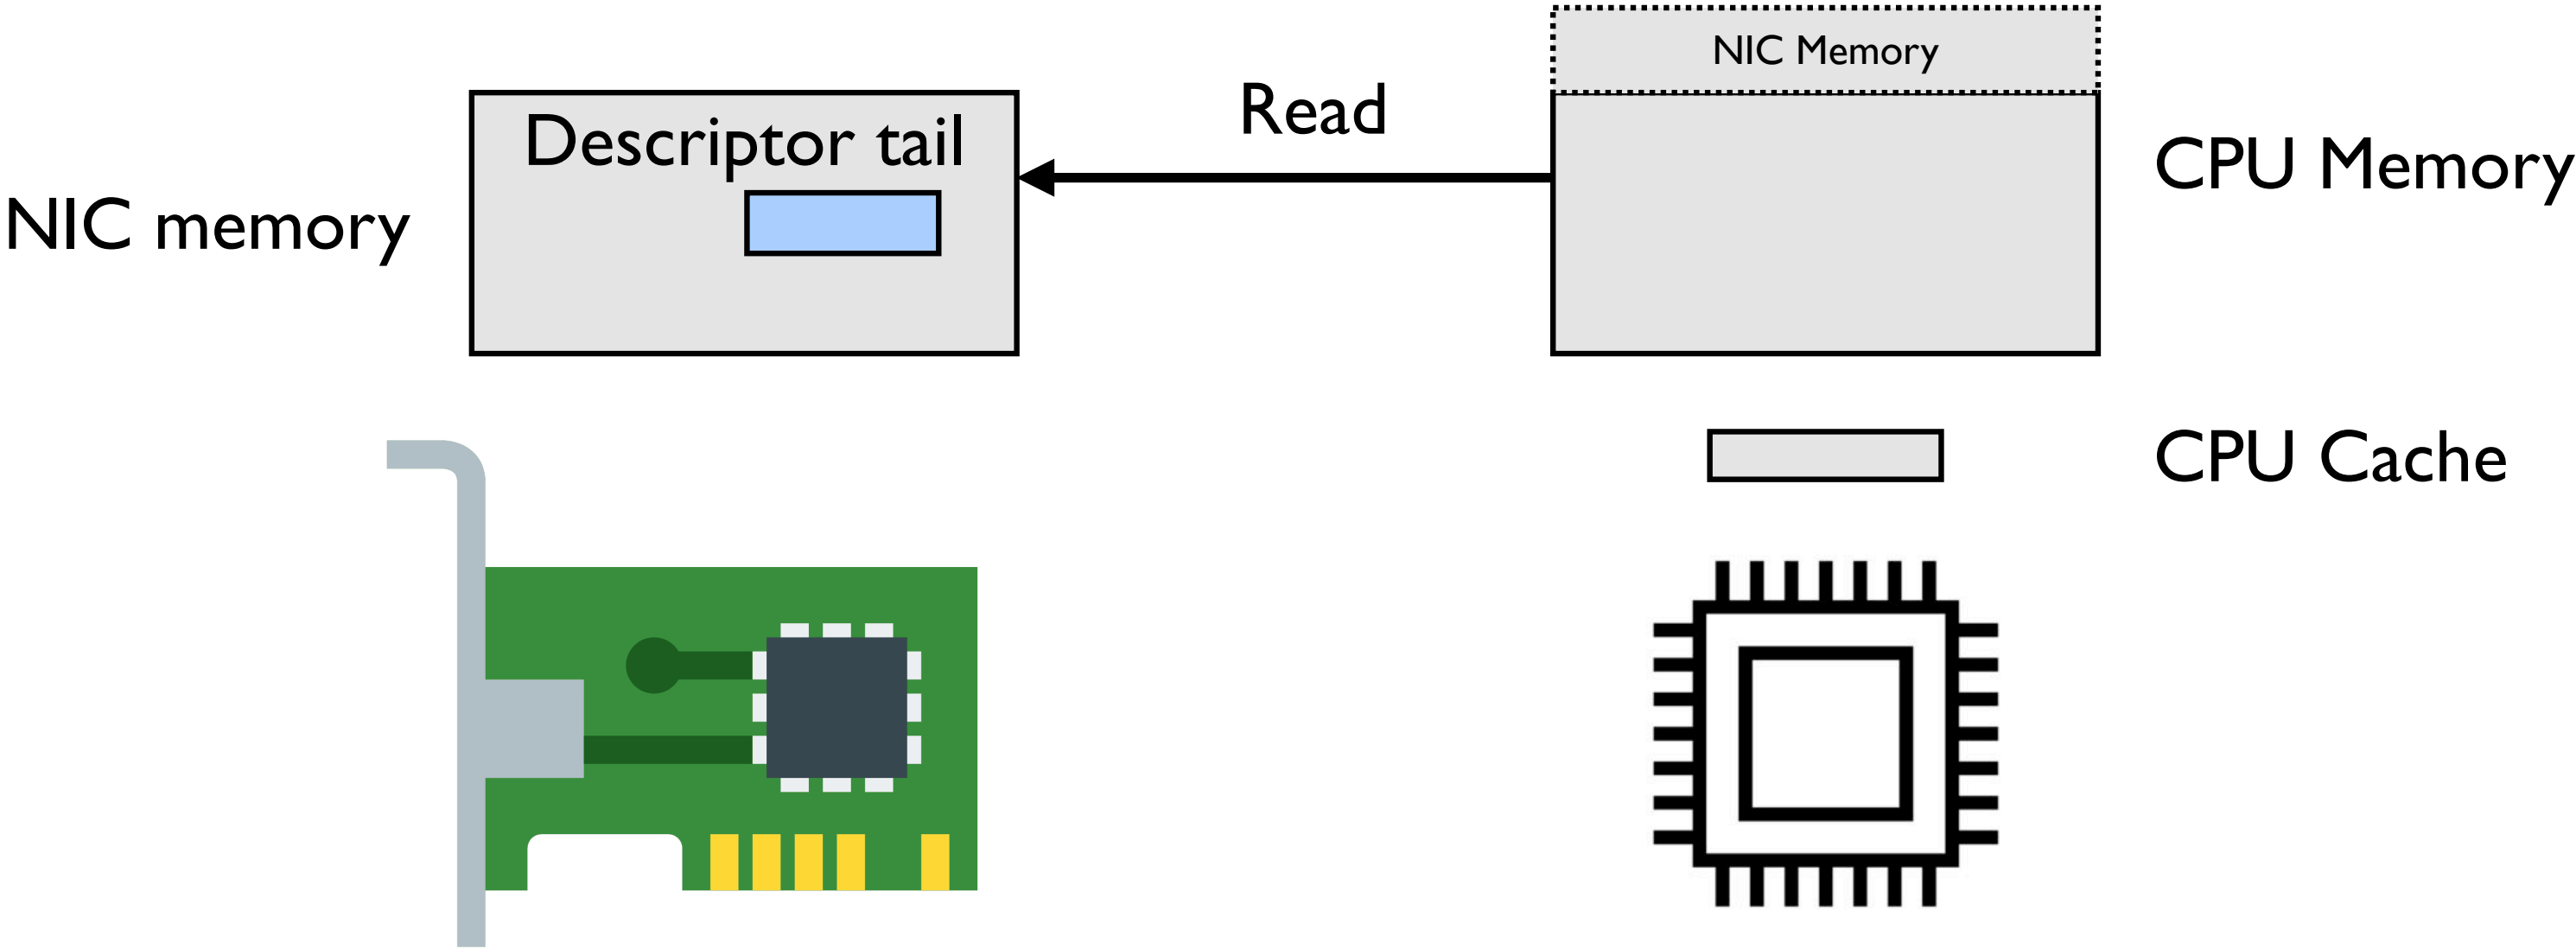 NIC Memory
Read
Descriptor tail
CPU Memory
NIC memory
CPU Cache